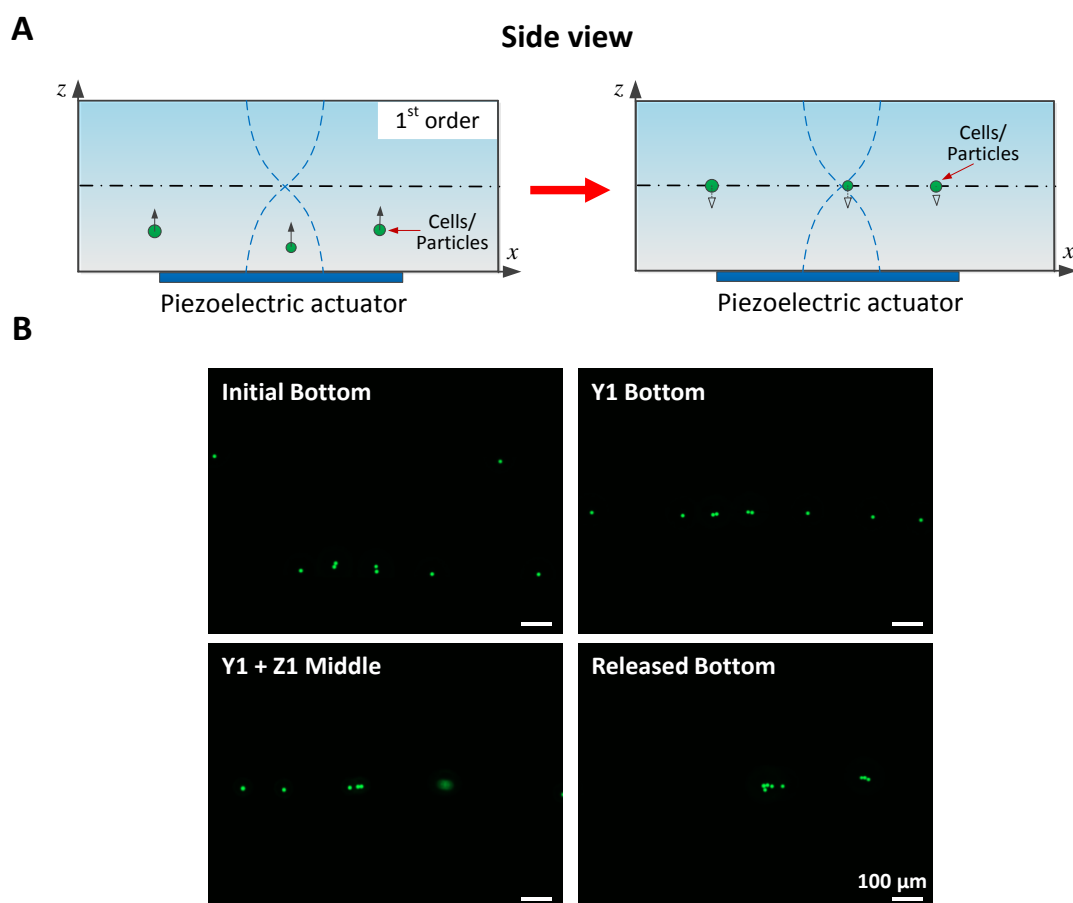 A
Side view
z
1st order
Cells/
Particles
x
Piezoelectric actuator
z
Cells/
Particles
x
Piezoelectric actuator
B
Initial Bottom
Y1 Bottom
Y1 + Z1 Middle
Released Bottom
100 µm